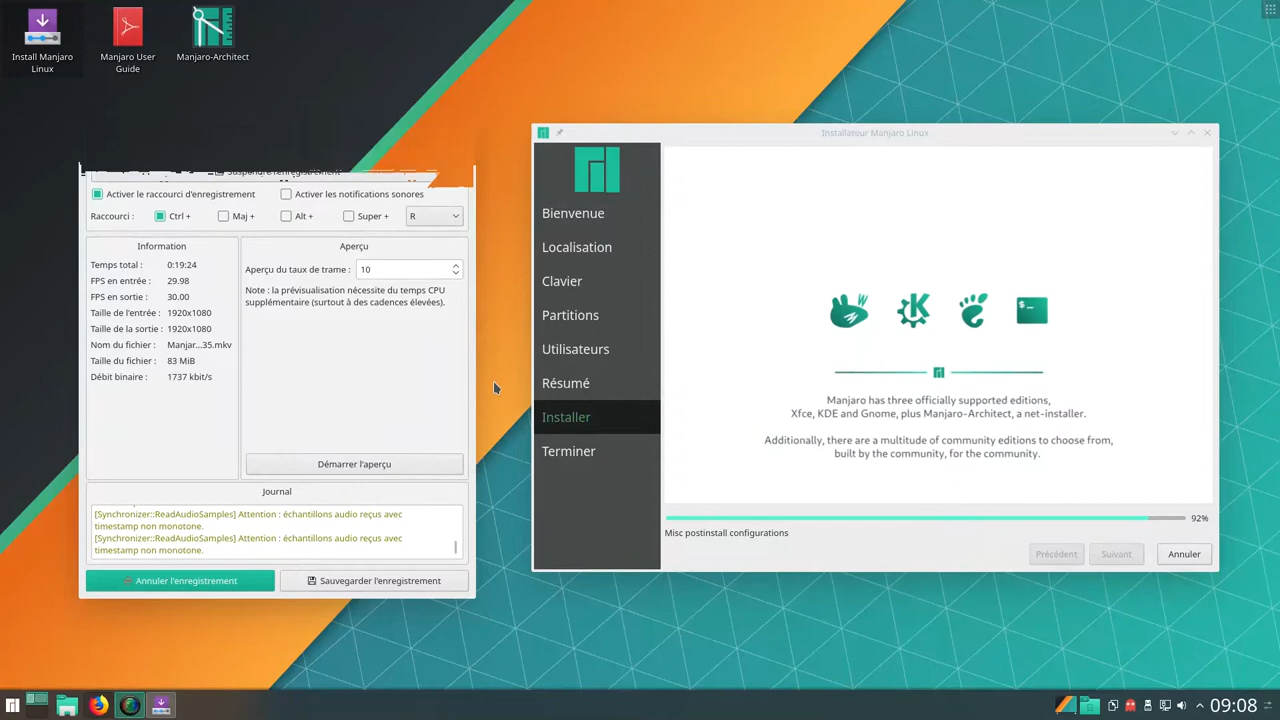 Install Manjaro
Linux
Manjaro User
Guide
Manjaro-Architect
MANJARO
Suspendre l'enregistrement
Activer le raccourci d'enregistrement
Activer les notifications sonores
Raccourci :
Ctrl +
Maj +
Alt +
Super +
R
Information
Temps total : 0:19:24
FPS en entrée : 29.98
FPS en sortie : 30.00
Taille de l'entrée : 1920x1080
Taille de la sortie : 1920x1080
Nom du fichier : Manjar...35.mkv
Taille du fichier : 83 MiB
Débit binaire : 1737 kbit/s
Aperçu
Aperçu du taux de trame : 10
Note : la prévisualisation nécesite du temps CPU
supplémentaire (surtout à des cadences élevées).
Démarrer l'aperçu
Journal
[Synchronizer::ReadAudioSamples] Attention : échantillons audio reçus avec
timestamp non monotone.
[Synchronizer::ReadAudioSamples] Attention : échantillons audio reçus avec
timestamp non monotone.
Annuler l'enregistrement
Sauvegarder l'enregistrement
Installatour Manjaro Linux
Bienvenue
Localisation
Clavier
Partitions
Utilisateurs
Résumé
Installer
Terminer
$-
Manjaro has three officially supported editions,
Xfce, KDE and Gnome, plus Manjaro-Architect, a net-installer.
Additionally, there are a multitude of community editions to choose from,
built by the community, for the community.
92%
Misc postinstall configurations
Précédent
Suivant
Annuler
09:08